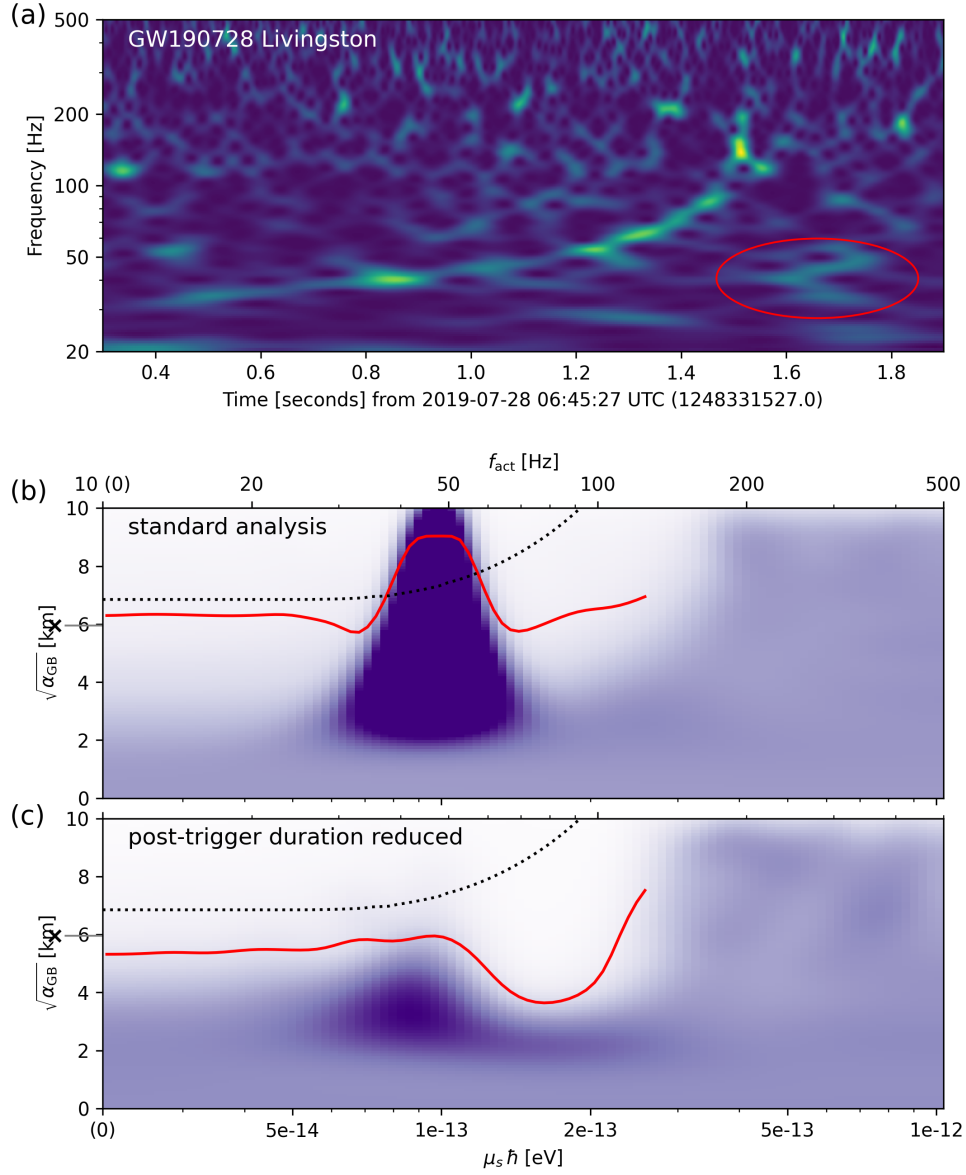 (a)
500
200
100
50
20
Frequency [Hz]
GW190728 Livingston
0.4 0.6 0.8 1.0 1.2 1.4 1.6 1.8
Time [seconds] from 2019-07-28 06:45:27 UTC (1248331527.0)
f_act [Hz]
(b)
10 (0) 20 50 100 200 500
standard analysis
10
8
6
4
2
0
√α_GB [km]
(c)
post-trigger duration reduced
10
8
6
4
2
0
√α_GB [km]
(0) 5e-14 1e-13 2e-13 5e-13 1e-12
μ_s ℏ [eV]